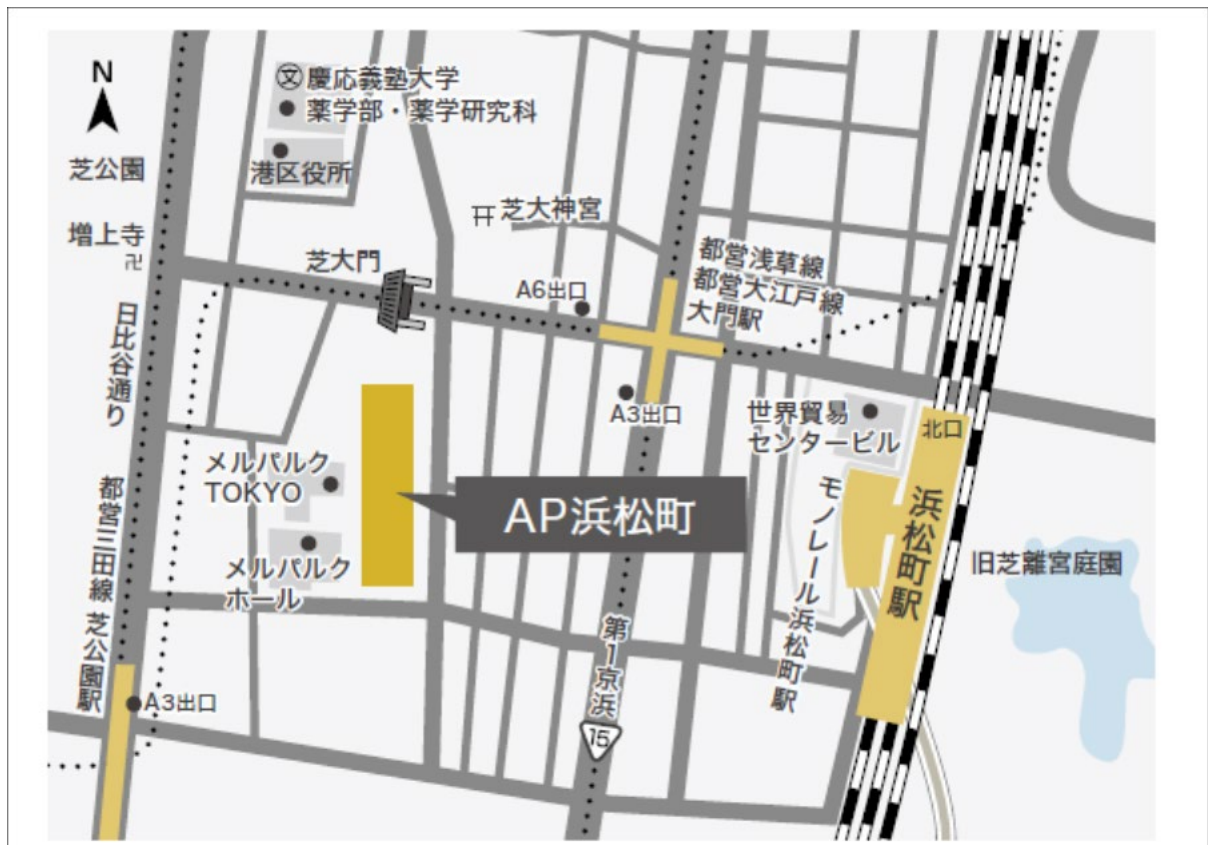 N
文 慶応義塾大学
薬学部・薬学研究科
港区役所
芝公園
増上寺
卍
芝大神宮
芝大門
A6出口
都営浅草線
都営大江戸線
大門駅
日比谷通り
A3出口
世界貿易
センタービル
北口
メルパルク
TOKYO
AP浜松町
モノレール浜松町駅
浜松町駅
旧芝離宮庭園
都営三田線 芝公園駅
メルパルク
ホール
第1京浜
15
A3出口